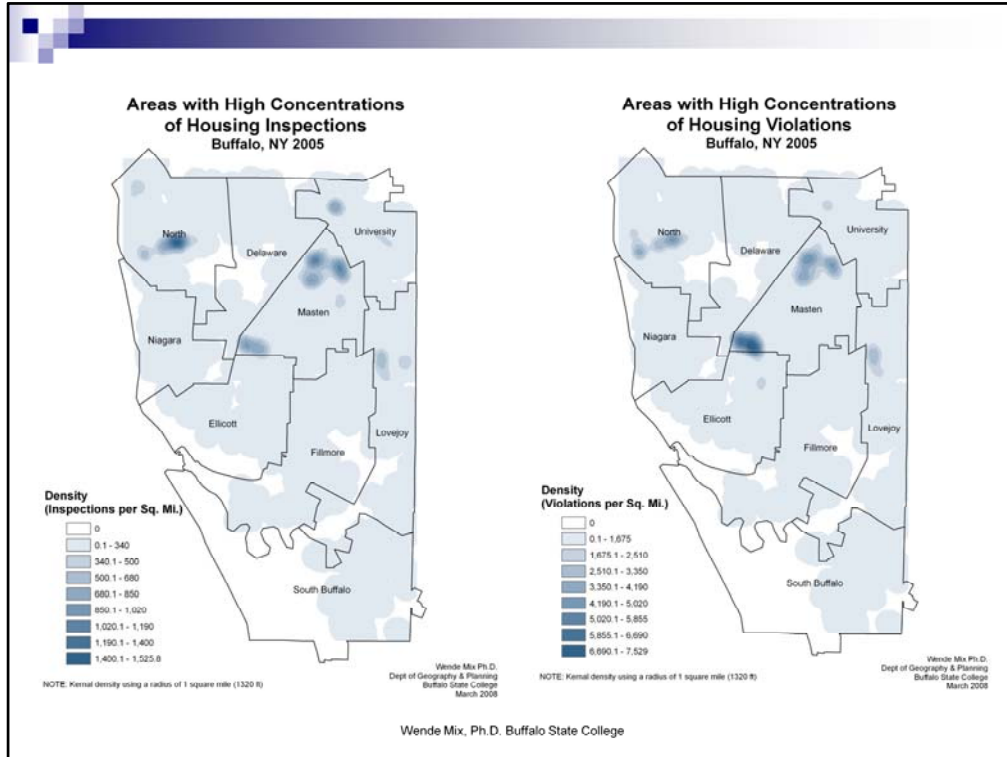 Areas with High Concentrations
of Housing Inspections
Buffalo, NY 2005
North
Delaware
University
Masten
Niagara
Ellicott
Fillmore
Lovejoy
South Buffalo
Density
(Inspections per Sq. Mi.)
0
0.1 - 340
340.1 - 500
500.1 - 680
680.1 - 850
850.1 - 1,020
1,020.1 - 1,190
1,190.1 - 1,400
1,400.1 - 1,525.8
NOTE: Kernal density using a radius of 1 square mile (1320 ft)
Wende Mix Ph.D.
Dept of Geography & Planning
Buffalo State College
March 2008
Areas with High Concentrations
of Housing Violations
Buffalo, NY 2005
North
Delaware
University
Masten
Niagara
Ellicott
Fillmore
Lovejoy
South Buffalo
Density
(Violations per Sq. Mi.)
0
0.1 - 1,675
1,675.1 - 2,510
2,510.1 - 3,350
3,350.1 - 4,190
4,190.1 - 5,020
5,020.1 - 5,855
5,855.1 - 6,690
6,690.1 - 7,529
NOTE: Kernal density using a radius of 1 square mile (1320 ft)
Wende Mix Ph.D.
Dept of Geography & Planning
Buffalo State College
March 2008
Wende Mix, Ph.D. Buffalo State College